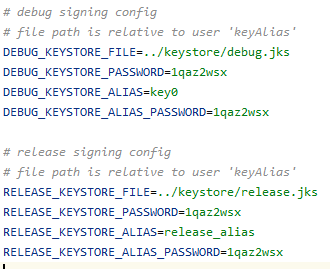 # debug signing config
# file path is relative to user 'keyAlias'
DEBUG_KEYSTORE_FILE=../keystore/debug.jks
DEBUG_KEYSTORE_PASSWORD=1qaz2wsx
DEBUG_KEYSTORE_ALIAS=key0
DEBUG_KEYSTORE_ALIAS_PASSWORD=1qaz2wsx

# release signing config
# file path is relative to user 'keyAlias'
RELEASE_KEYSTORE_FILE=../keystore/release.jks
RELEASE_KEYSTORE_PASSWORD=1qaz2wsx
RELEASE_KEYSTORE_ALIAS=release_alias
RELEASE_KEYSTORE_ALIAS_PASSWORD=1qaz2wsx